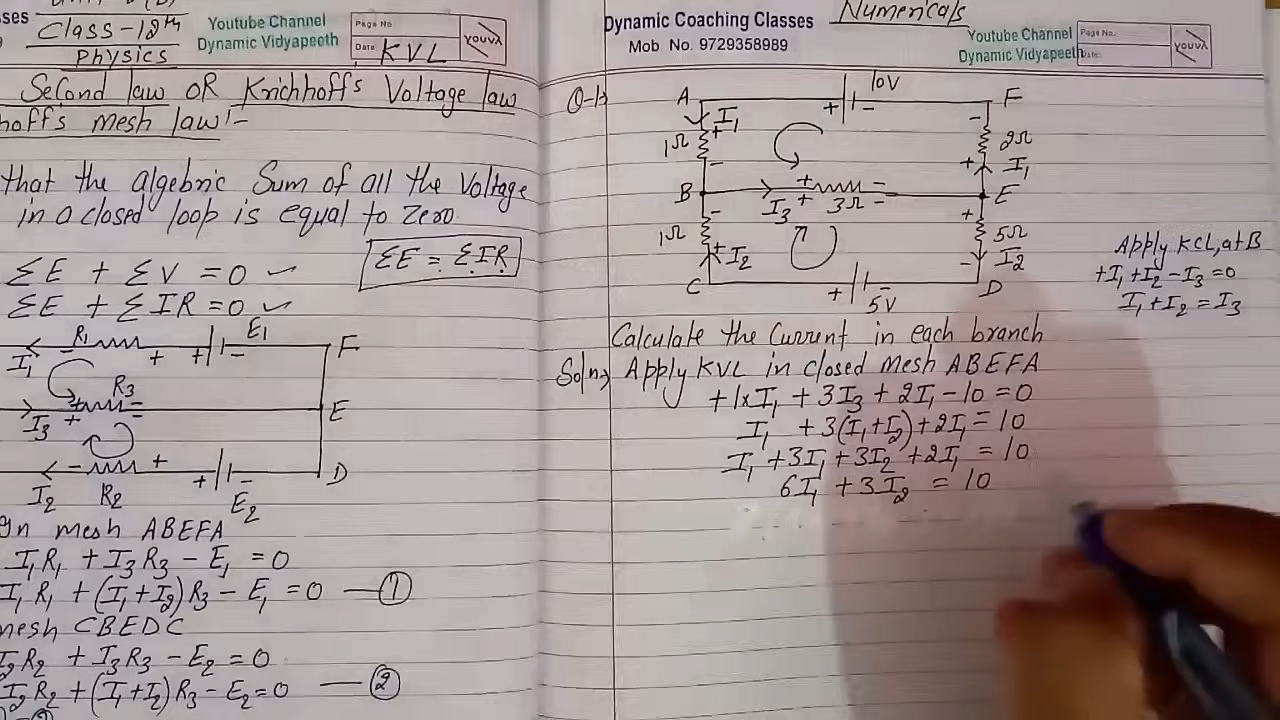 sses
Class-12th
Physics
Youtube Channel
Dynamic Vidyapeeth
Page No
Date KVL
youva
Second law OR Krichhoff's Voltage law
hoff's mesh law:-
that the algebric Sum of all the Voltage
in a closed loop is equal to zero.
ΣE + ΣV = 0
ΣE + ΣIR = 0
ΣE = ΣIR
R1 + + - E1 F
I1
R3
I3 + E
- + + - D
I2 R2 E2
In mesh ABEFA
I1R1 + I3R3 - E1 = 0
I1R1 + (I1+I2)R3 - E1 = 0 — ①
mesh CBEDC
I2R2 + I3R3 - E2 = 0
I2R2 + (I1+I2)R3 - E2 = 0 — ②
Dynamic Coaching Classes
Mob No. 9729358989
Numericals
Youtube Channel
Dynamic Vidyapeeth
Page No.
Date:
youva
Q-1)
A + - 10V F
I1 -
1Ω + 2Ω
- + I1
B + - E
I3 + 3Ω -
- +
1Ω 5Ω
+ I2 - I2
C + - D
5V
Apply KCL, at B
+I1+I2-I3=0
I1+I2=I3
Calculate the Current in each branch
Soln) Apply KVL in closed Mesh ABEFA
+1xI1 + 3I3 + 2I1 - 10 = 0
I1 + 3(I1+I2) + 2I1 = 10
I1 + 3I1 + 3I2 + 2I1 = 10
6I1 + 3I2 = 10